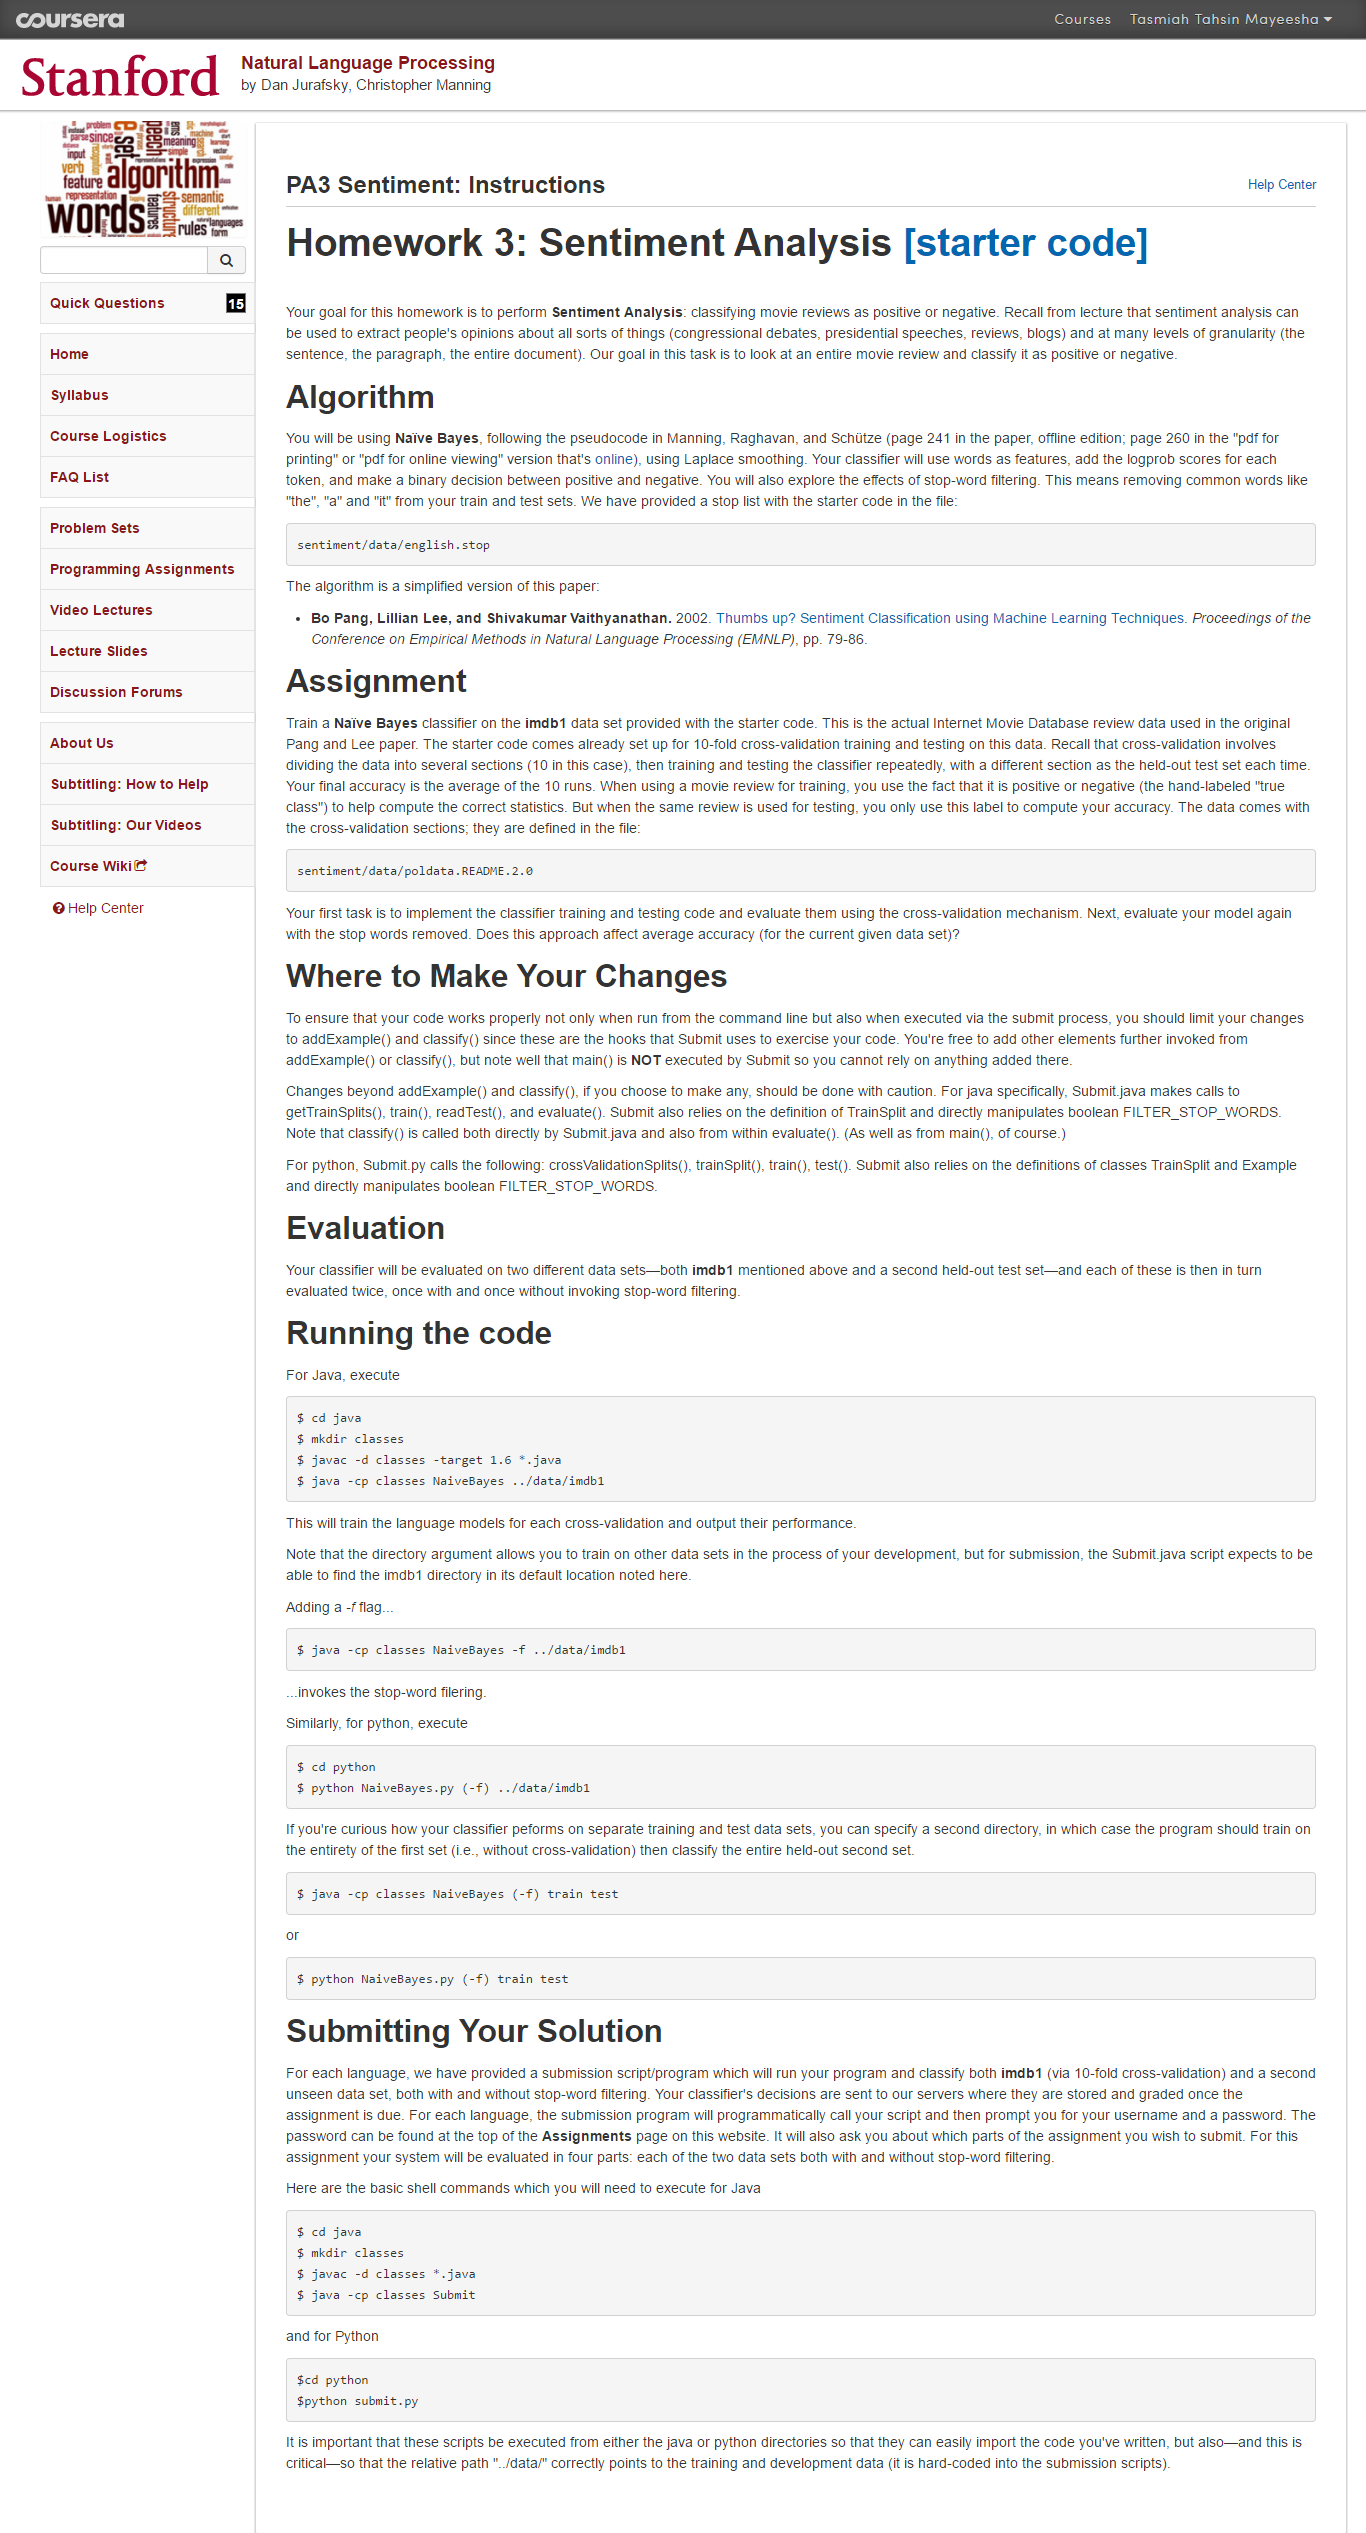 coursera
Courses
Tasmiah Tahsin Mayeesha
Stanford
Natural Language Processing
by Dan Jurafsky, Christopher Manning
problem
since
parse
meaning
input
verb
simple
feature
algorithm
representation
semantic
words
features
structure
different
rules
languages
form
Quick Questions 15
Home
Syllabus
Course Logistics
FAQ List
Problem Sets
Programming Assignments
Video Lectures
Lecture Slides
Discussion Forums
About Us
Subtitling: How to Help
Subtitling: Our Videos
Course Wiki
Help Center
PA3 Sentiment: Instructions
Help Center
Homework 3: Sentiment Analysis [starter code]
Your goal for this homework is to perform Sentiment Analysis: classifying movie reviews as positive or negative. Recall from lecture that sentiment analysis can
be used to extract people's opinions about all sorts of things (congressional debates, presidential speeches, reviews, blogs) and at many levels of granularity (the
sentence, the paragraph, the entire document). Our goal in this task is to look at an entire movie review and classify it as positive or negative.
Algorithm
You will be using Naïve Bayes, following the pseudocode in Manning, Raghavan, and Schütze (page 241 in the paper, offline edition; page 260 in the "pdf for
printing" or "pdf for online viewing" version that's online), using Laplace smoothing. Your classifier will use words as features, add the logprob scores for each
token, and make a binary decision between positive and negative. You will also explore the effects of stop-word filtering. This means removing common words like
"the", "a" and "it" from your train and test sets. We have provided a stop list with the starter code in the file:
sentiment/data/english.stop
The algorithm is a simplified version of this paper:
• Bo Pang, Lillian Lee, and Shivakumar Vaithyanathan. 2002. Thumbs up? Sentiment Classification using Machine Learning Techniques. Proceedings of the
Conference on Empirical Methods in Natural Language Processing (EMNLP), pp. 79-86.
Assignment
Train a Naïve Bayes classifier on the imdb1 data set provided with the starter code. This is the actual Internet Movie Database review data used in the original
Pang and Lee paper. The starter code comes already set up for 10-fold cross-validation training and testing on this data. Recall that cross-validation involves
dividing the data into several sections (10 in this case), then training and testing the classifier repeatedly, with a different section as the held-out test set each time.
Your final accuracy is the average of the 10 runs. When using a movie review for training, you use the fact that it is positive or negative (the hand-labeled "true
class") to help compute the correct statistics. But when the same review is used for testing, you only use this label to compute your accuracy. The data comes with
the cross-validation sections; they are defined in the file:
sentiment/data/poldata.README.2.0
Your first task is to implement the classifier training and testing code and evaluate them using the cross-validation mechanism. Next, evaluate your model again
with the stop words removed. Does this approach affect average accuracy (for the current given data set)?
Where to Make Your Changes
To ensure that your code works properly not only when run from the command line but also when executed via the submit process, you should limit your changes
to addExample() and classify() since these are the hooks that Submit uses to exercise your code. You're free to add other elements further invoked from
addExample() or classify(), but note well that main() is NOT executed by Submit so you cannot rely on anything added there.
Changes beyond addExample() and classify(), if you choose to make any, should be done with caution. For java specifically, Submit.java makes calls to
getTrainSplits(), train(), readTest(), and evaluate(). Submit also relies on the definition of TrainSplit and directly manipulates boolean FILTER_STOP_WORDS.
Note that classify() is called both directly by Submit.java and also from within evaluate(). (As well as from main(), of course.)
For python, Submit.py calls the following: crossValidationSplits(), trainSplit(), train(), test(). Submit also relies on the definitions of classes TrainSplit and Example
and directly manipulates boolean FILTER_STOP_WORDS.
Evaluation
Your classifier will be evaluated on two different data sets—both imdb1 mentioned above and a second held-out test set—and each of these is then in turn
evaluated twice, once with and once without invoking stop-word filtering.
Running the code
For Java, execute
$ cd java
$ mkdir classes
$ javac -d classes -target 1.6 *.java
$ java -cp classes NaiveBayes ../data/imdb1
This will train the language models for each cross-validation and output their performance.
Note that the directory argument allows you to train on other data sets in the process of your development, but for submission, the Submit.java script expects to be
able to find the imdb1 directory in its default location noted here.
Adding a -f flag...
$ java -cp classes NaiveBayes -f ../data/imdb1
...invokes the stop-word filering.
Similarly, for python, execute
$ cd python
$ python NaiveBayes.py (-f) ../data/imdb1
If you're curious how your classifier peforms on separate training and test data sets, you can specify a second directory, in which case the program should train on
the entirety of the first set (i.e., without cross-validation) then classify the entire held-out second set.
$ java -cp classes NaiveBayes (-f) train test
or
$ python NaiveBayes.py (-f) train test
Submitting Your Solution
For each language, we have provided a submission script/program which will run your program and classify both imdb1 (via 10-fold cross-validation) and a second
unseen data set, both with and without stop-word filtering. Your classifier's decisions are sent to our servers where they are stored and graded once the
assignment is due. For each language, the submission program will programmatically call your script and then prompt you for your username and a password. The
password can be found at the top of the Assignments page on this website. It will also ask you about which parts of the assignment you wish to submit. For this
assignment your system will be evaluated in four parts: each of the two data sets both with and without stop-word filtering.
Here are the basic shell commands which you will need to execute for Java
$ cd java
$ mkdir classes
$ javac -d classes *.java
$ java -cp classes Submit
and for Python
$cd python
$python submit.py
It is important that these scripts be executed from either the java or python directories so that they can easily import the code you've written, but also—and this is
critical—so that the relative path "../data/" correctly points to the training and development data (it is hard-coded into the submission scripts).